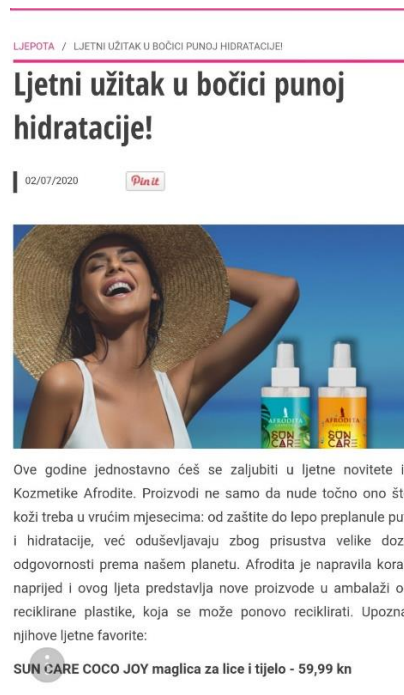 LJEPOTA / LJETNI UŽITAK U BOČICI PUNOJ HIDRATACIJE!
Ljetni užitak u bočici punoj
hidratacije!
02/07/2020
Pin it
AFRODITA AFRODITA
SUN CARE SUN CARE
Ove godine jednostavno ćeš se zaljubiti u ljetne novitete i
Kozmetike Afrodite. Proizvodi ne samo da nude točno ono št
koži treba u vrućim mjesecima: od zaštite do lepo preplanule pu
i hidratacije, već oduševljavaju zbog prisustva velike doz
odgovornosti prema našem planetu. Afrodita je napravila kora
naprijed i ovog ljeta predstavlja nove proizvode u ambalaži o
reciklirane plastike, koja se može ponovo reciklirati. Upozna
njihove ljetne favorite:
SUN CARE COCO JOY maglica za lice i tijelo - 59,99 kn